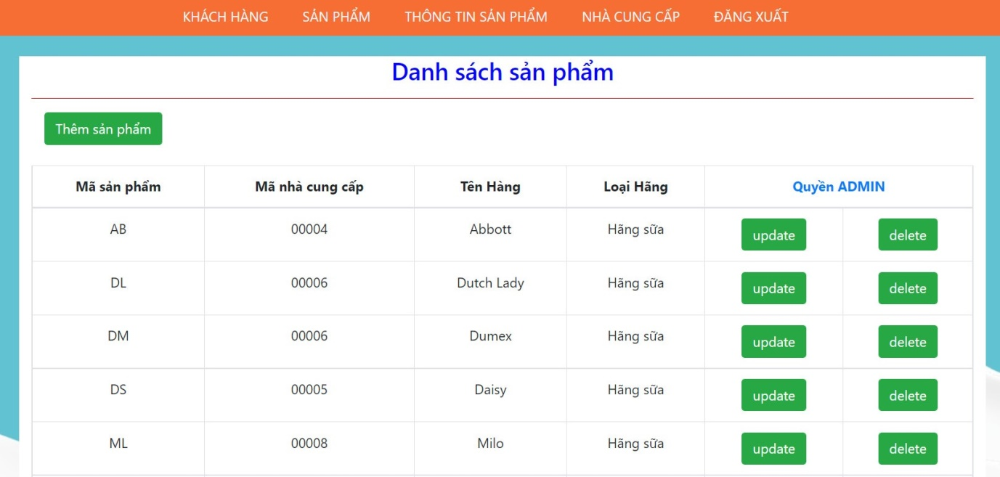 KHÁCH HÀNG SẢN PHẨM THÔNG TIN SẢN PHẨM NHÀ CUNG CẤP ĐĂNG XUẤT
Danh sách sản phẩm
Thêm sản phẩm
Mã sản phẩm Mã nhà cung cấp Tên Hàng Loại Hãng Quyền ADMIN
AB 00004 Abbott Hãng sữa update delete
DL 00006 Dutch Lady Hãng sữa update delete
DM 00006 Dumex Hãng sữa update delete
DS 00005 Daisy Hãng sữa update delete
ML 00008 Milo Hãng sữa update delete